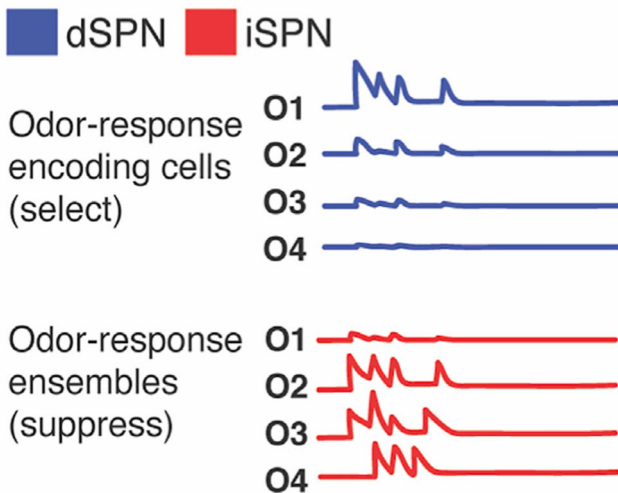 dSPN iSPN
Odor-response
encoding cells
(select)
O1
O2
O3
O4
Odor-response
ensembles
(suppress)
O1
O2
O3
O4